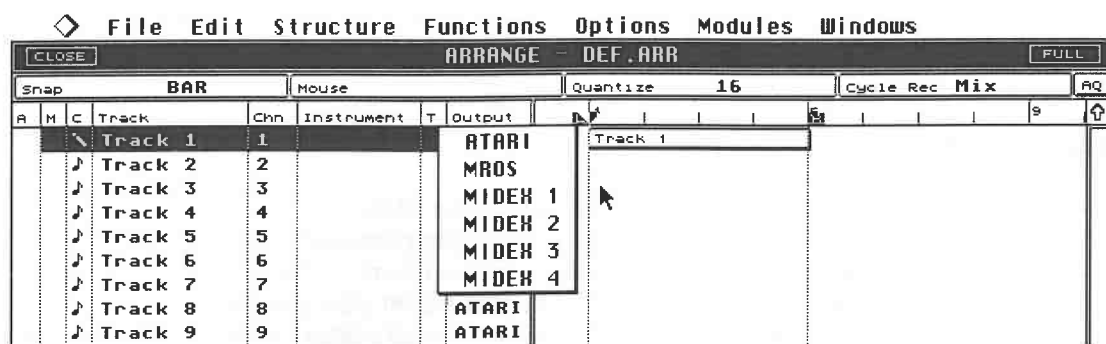 File Edit Structure Functions Options Modules Windows
CLOSE ARRANGE - DEF.ARR FULL
Snap BAR Mouse Quantize 16 Cycle Rec Mix AQ
A M C Track Chn Instrument T Output 5 9
Track 1 1 ATARI Track 1
Track 2 2 MROS
Track 3 3 MIDEX 1
Track 4 4 MIDEX 2
Track 5 5 MIDEX 3
Track 6 6 MIDEX 4
Track 7 7
Track 8 8 ATARI
Track 9 9 ATARI